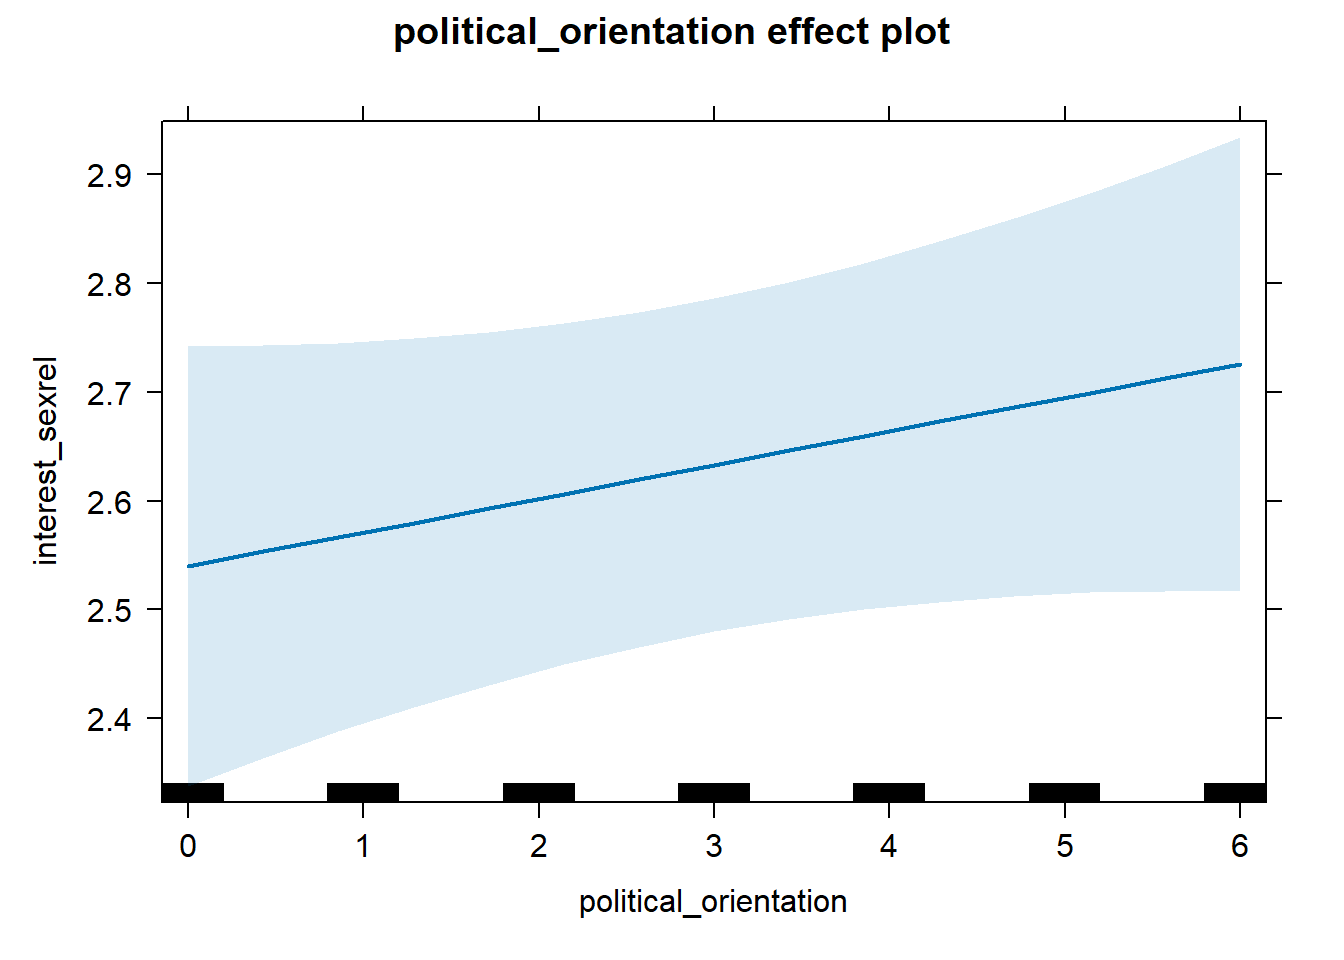 political_orientation effect plot
2.9
2.8
2.7
2.6
2.5
2.4
interest_sexrel
0 1 2 3 4 5 6
political_orientation